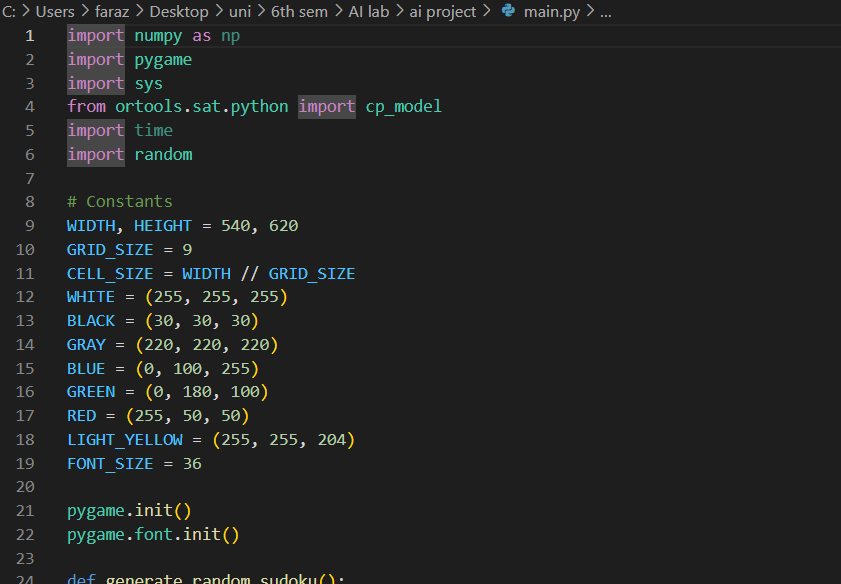 C: > Users > faraz > Desktop > uni > 6th sem > AI lab > ai project > main.py > ...
1 import numpy as np
2 import pygame
3 import sys
4 from ortools.sat.python import cp_model
5 import time
6 import random
7
8 # Constants
9 WIDTH, HEIGHT = 540, 620
10 GRID_SIZE = 9
11 CELL_SIZE = WIDTH // GRID_SIZE
12 WHITE = (255, 255, 255)
13 BLACK = (30, 30, 30)
14 GRAY = (220, 220, 220)
15 BLUE = (0, 100, 255)
16 GREEN = (0, 180, 100)
17 RED = (255, 50, 50)
18 LIGHT_YELLOW = (255, 255, 204)
19 FONT_SIZE = 36
20
21 pygame.init()
22 pygame.font.init()
23
24 def generate_random_sudoku():